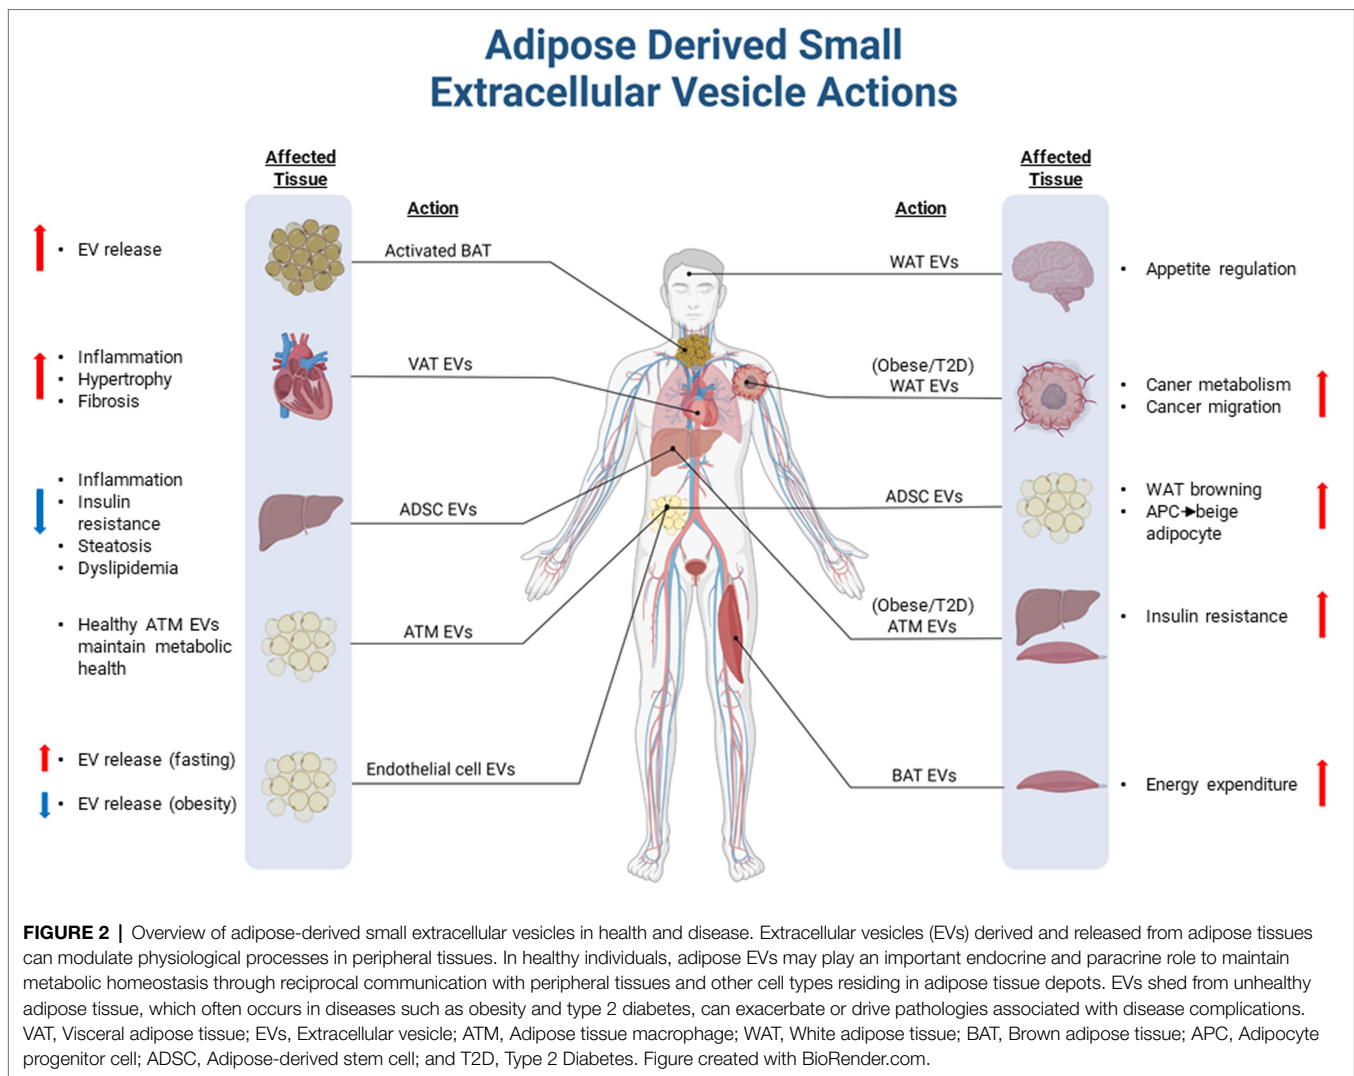 Adipose Derived Small
Extracellular Vesicle Actions
Affected
Tissue
Action
EV release
Activated BAT
• Inflammation
• Hypertrophy
• Fibrosis
VAT EVs
• Inflammation
• Insulin
resistance
• Steatosis
• Dyslipidemia
ADSC EVs
• Healthy ATM EVs
maintain metabolic
health
ATM EVs
• EV release (fasting)
• EV release (obesity)
Endothelial cell EVs
Affected
Tissue
Action
WAT EVs
• Appetite regulation
(Obese/T2D)
WAT EVs
• Caner metabolism
• Cancer migration
ADSC EVs
• WAT browning
• APC➔beige
adipocyte
(Obese/T2D)
ATM EVs
• Insulin resistance
BAT EVs
• Energy expenditure
FIGURE 2 | Overview of adipose-derived small extracellular vesicles in health and disease. Extracellular vesicles (EVs) derived and released from adipose tissues
can modulate physiological processes in peripheral tissues. In healthy individuals, adipose EVs may play an important endocrine and paracrine role to maintain
metabolic homeostasis through reciprocal communication with peripheral tissues and other cell types residing in adipose tissue depots. EVs shed from unhealthy
adipose tissue, which often occurs in diseases such as obesity and type 2 diabetes, can exacerbate or drive pathologies associated with disease complications.
VAT, Visceral adipose tissue; EVs, Extracellular vesicle; ATM, Adipose tissue macrophage; WAT, White adipose tissue; BAT, Brown adipose tissue; APC, Adipocyte
progenitor cell; ADSC, Adipose-derived stem cell; and T2D, Type 2 Diabetes. Figure created with BioRender.com.